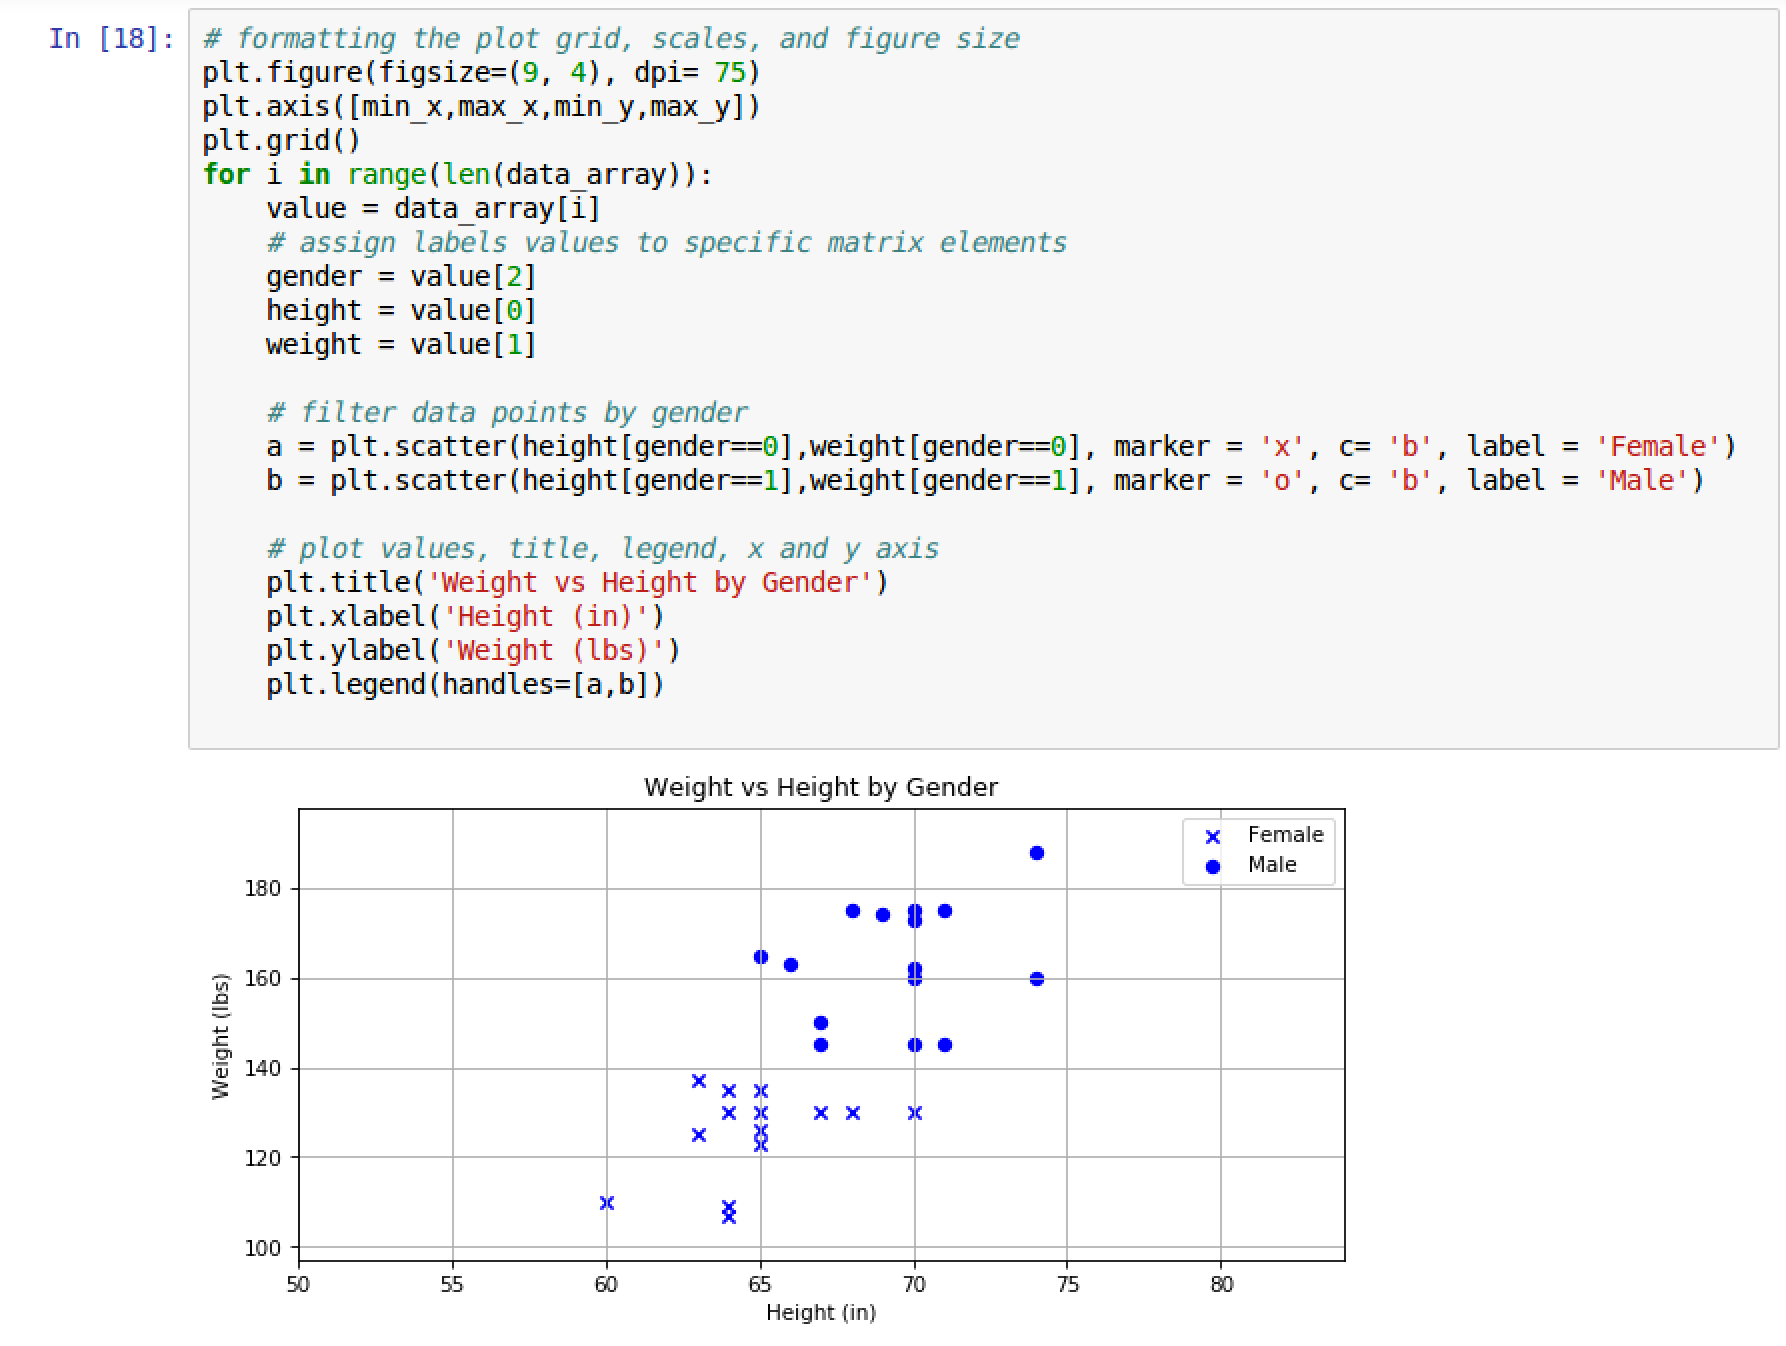 In [18]:
# formatting the plot grid, scales, and figure size
plt.figure(figsize=(9, 4), dpi= 75)
plt.axis([min_x,max_x,min_y,max_y])
plt.grid()
for i in range(len(data_array)):
    value = data_array[i]
    # assign labels values to specific matrix elements
    gender = value[2]
    height = value[0]
    weight = value[1]

    # filter data points by gender
    a = plt.scatter(height[gender==0],weight[gender==0], marker = 'x', c= 'b', label = 'Female')
    b = plt.scatter(height[gender==1],weight[gender==1], marker = 'o', c= 'b', label = 'Male')

    # plot values, title, legend, x and y axis
    plt.title('Weight vs Height by Gender')
    plt.xlabel('Height (in)')
    plt.ylabel('Weight (lbs)')
    plt.legend(handles=[a,b])
Weight vs Height by Gender
Female
Male
Weight (lbs)
180
160
140
120
100
50 55 60 65 70 75 80
Height (in)